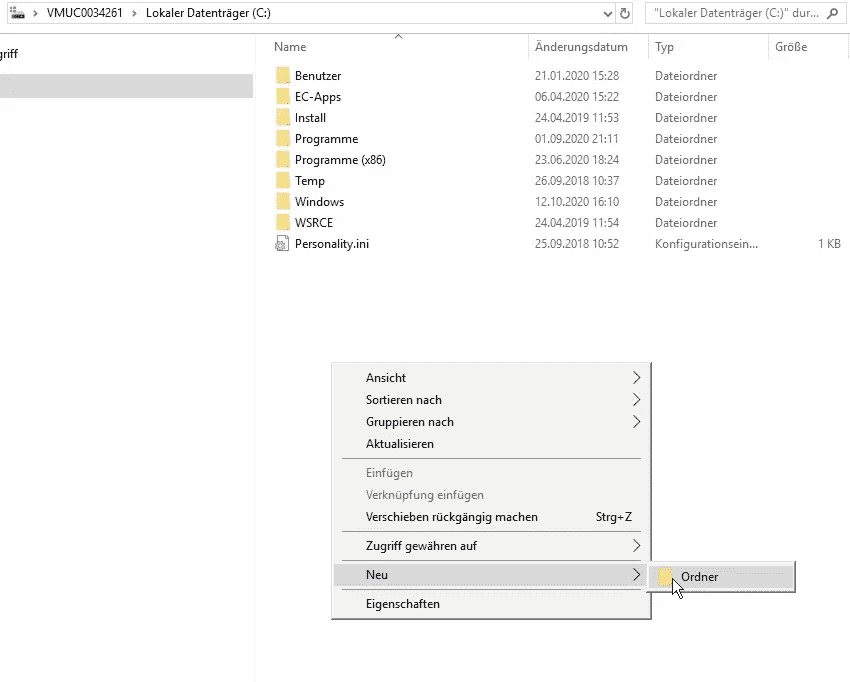 VMUC0034261 > Lokaler Datenträger (C:) "Lokaler Datenträger (C:)" dur...
griff
Name Änderungsdatum Typ Größe
Benutzer 21.01.2020 15:28 Dateiordner
EC-Apps 06.04.2020 15:22 Dateiordner
Install 24.04.2019 11:53 Dateiordner
Programme 01.09.2020 21:11 Dateiordner
Programme (x86) 23.06.2020 18:24 Dateiordner
Temp 26.09.2018 10:37 Dateiordner
Windows 12.10.2020 16:10 Dateiordner
WSRCE 24.04.2019 11:54 Dateiordner
Personality.ini 25.09.2018 10:52 Konfigurationsein... 1 KB
Ansicht
Sortieren nach
Gruppieren nach
Aktualisieren
Einfügen
Verknüpfung einfügen
Verschieben rückgängig machen Strg+Z
Zugriff gewähren auf
Neu Ordner
Eigenschaften